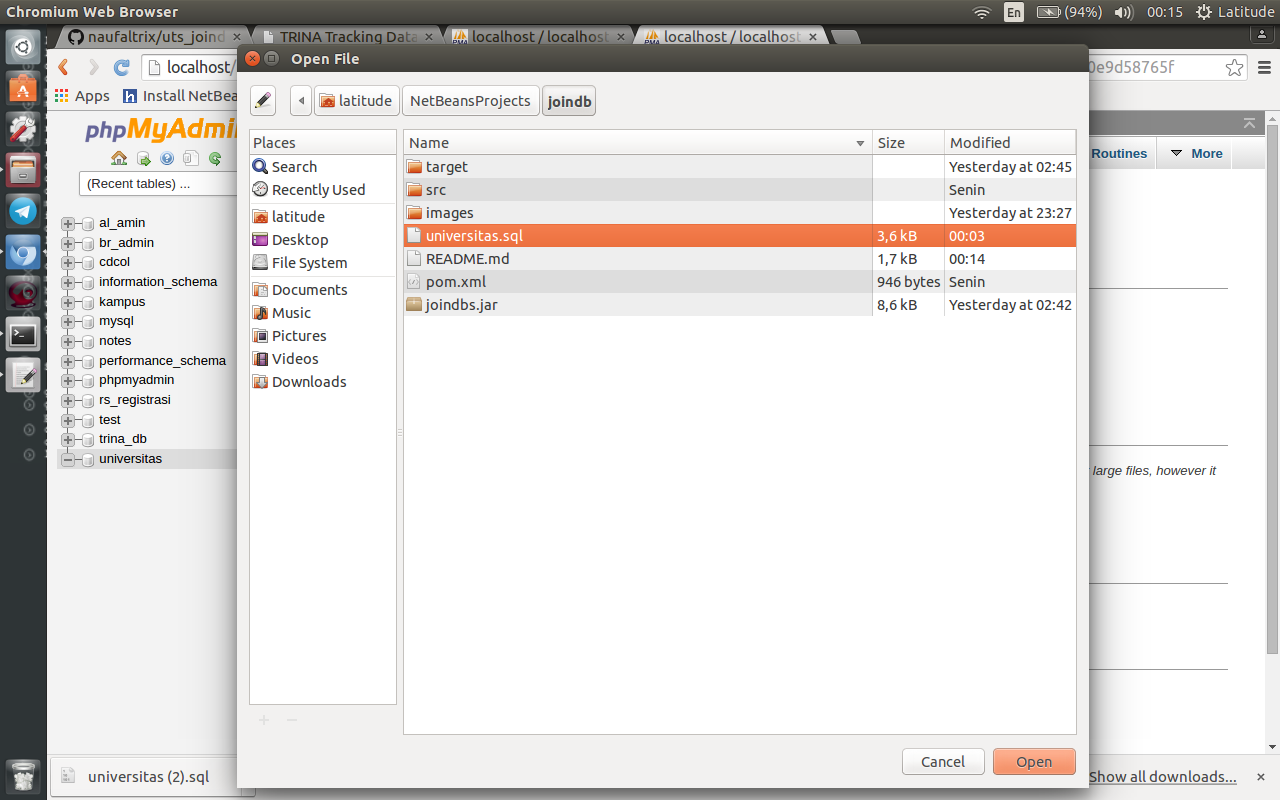 Chromium Web Browser
En
(94%)
00:15
Latitude
naufaltrix/uts_joind
TRINA Tracking Data
localhost / localhost
localhost / localhost
Open File
localhost/
0e9d58765f
latitude
NetBeansProjects
joindb
Apps
Install NetBea
phpMyAdmin
Places
Name
Size
Modified
Routines
More
(Recent tables) ...
Search
Recently Used
latitude
Desktop
File System
Documents
Music
Pictures
Videos
Downloads
target
Yesterday at 02:45
src
Senin
images
Yesterday at 23:27
universitas.sql
3,6 kB
00:03
README.md
1,7 kB
00:14
pom.xml
946 bytes
Senin
joindbs.jar
8,6 kB
Yesterday at 02:42
al_amin
br_admin
cdcol
information_schema
kampus
mysql
notes
performance_schema
phpmyadmin
rs_registrasi
test
trina_db
universitas
large files, however it
Cancel
Open
universitas (2).sql
Show all downloads...